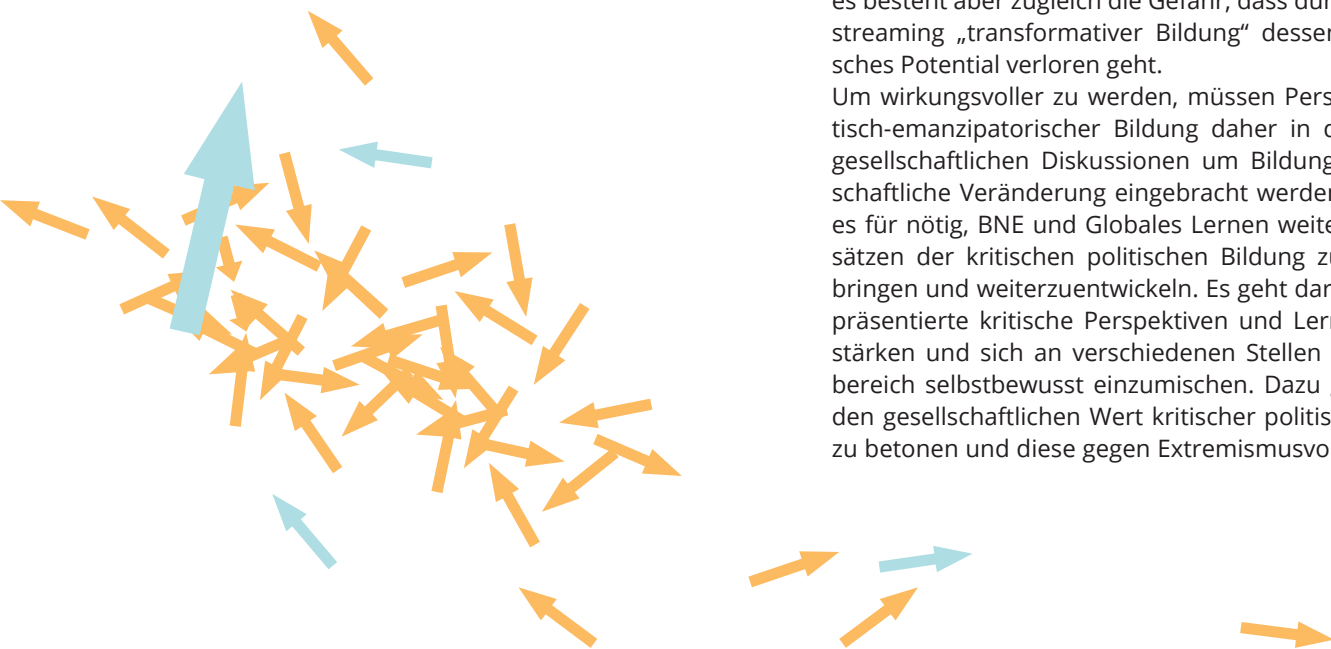 es besteht aber zugleich die Gefahr, dass dur
streaming „transformativer Bildung“ dessen
sches Potential verloren geht.
Um wirkungsvoller zu werden, müssen Pers
tisch-emanzipatorischer Bildung daher in d
gesellschaftlichen Diskussionen um Bildung
schaftliche Veränderung eingebracht werden
es für nötig, BNE und Globales Lernen weite
sätzen der kritischen politischen Bildung zu
bringen und weiterzuentwickeln. Es geht dar
präsentierte kritische Perspektiven und Lern
stärken und sich an verschiedenen Stellen
bereich selbstbewusst einzumischen. Dazu g
den gesellschaftlichen Wert kritischer politis
zu betonen und diese gegen Extremismusvo